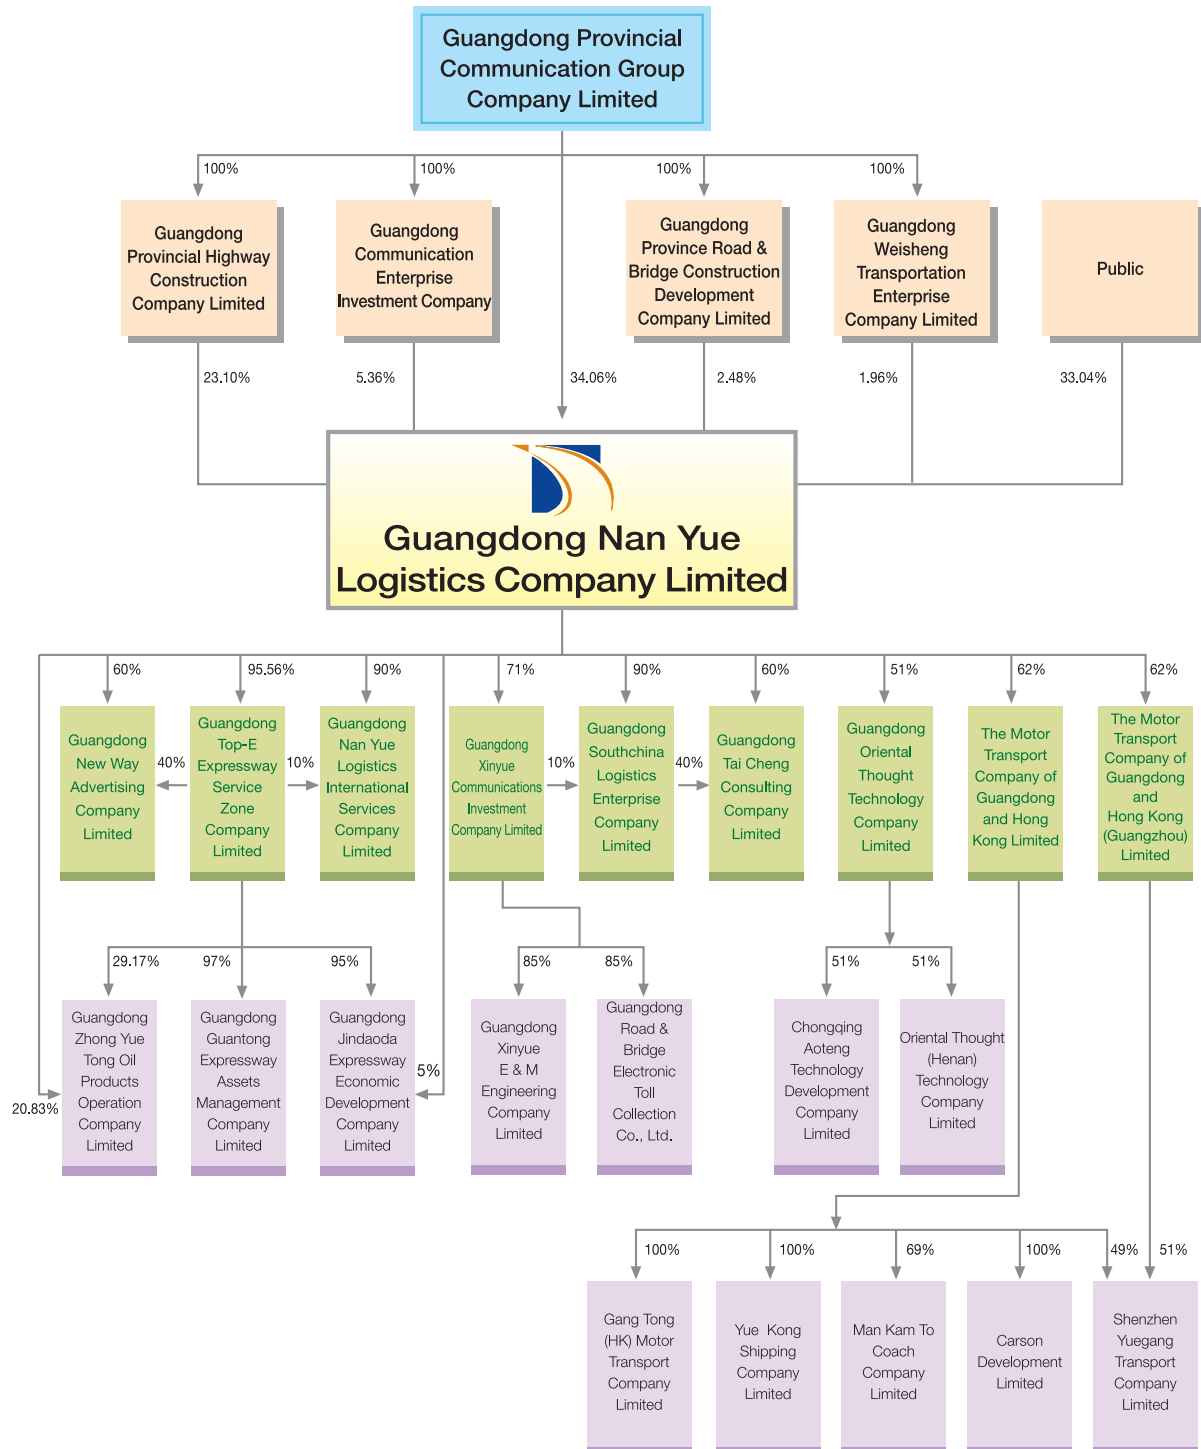 Guangdong Provincial
Communication Group
Company Limited
100%
100%
100%
100%
Guangdong
Provincial Highway
Construction
Company Limited
Guangdong
Communication
Enterprise
Investment Company
Guangdong
Province Road &
Bridge Construction
Development
Company Limited
Guangdong
Weisheng
Transportation
Enterprise
Company Limited
Public
23.10%
5.36%
34.06%
2.48%
1.96%
33.04%
Guangdong Nan Yue
Logistics Company Limited
60%
95.56%
90%
71%
90%
60%
51%
62%
62%
Guangdong
New Way
Advertising
Company
Limited
40%
Guangdong
Top-E
Expressway
Service
Zone
Company
Limited
10%
Guangdong
Nan Yue
Logistics
International
Services
Company
Limited
Guangdong
Xinyue
Communications
Investment
Company Limited
10%
Guangdong
Southchina
Logistics
Enterprise
Company
Limited
40%
Guangdong
Tai Cheng
Consulting
Company
Limited
Guangdong
Oriental
Thought
Technology
Company
Limited
The Motor
Transport
Company of
Guangdong
and Hong
Kong Limited
The Motor
Transport
Company of
Guangdong
and
Hong Kong
(Guangzhou)
Limited
29.17%
97%
95%
85%
85%
51%
51%
20.83%
Guangdong
Zhong Yue
Tong Oil
Products
Operation
Company
Limited
Guangdong
Guantong
Expressway
Assets
Management
Company
Limited
Guangdong
Jindaoda
Expressway
Economic
Development
Company
Limited
5%
Guangdong
Xinyue
E & M
Engineering
Company
Limited
Guangdong
Road &
Bridge
Electronic
Toll
Collection
Co., Ltd.
Chongqing
Aoteng
Technology
Development
Company
Limited
Oriental Thought
(Henan)
Technology
Company
Limited
100%
100%
69%
100%
49%
51%
Gang Tong
(HK) Motor
Transport
Company
Limited
Yue Kong
Shipping
Company
Limited
Man Kam To
Coach
Company
Limited
Carson
Development
Limited
Shenzhen
Yuegang
Transport
Company
Limited